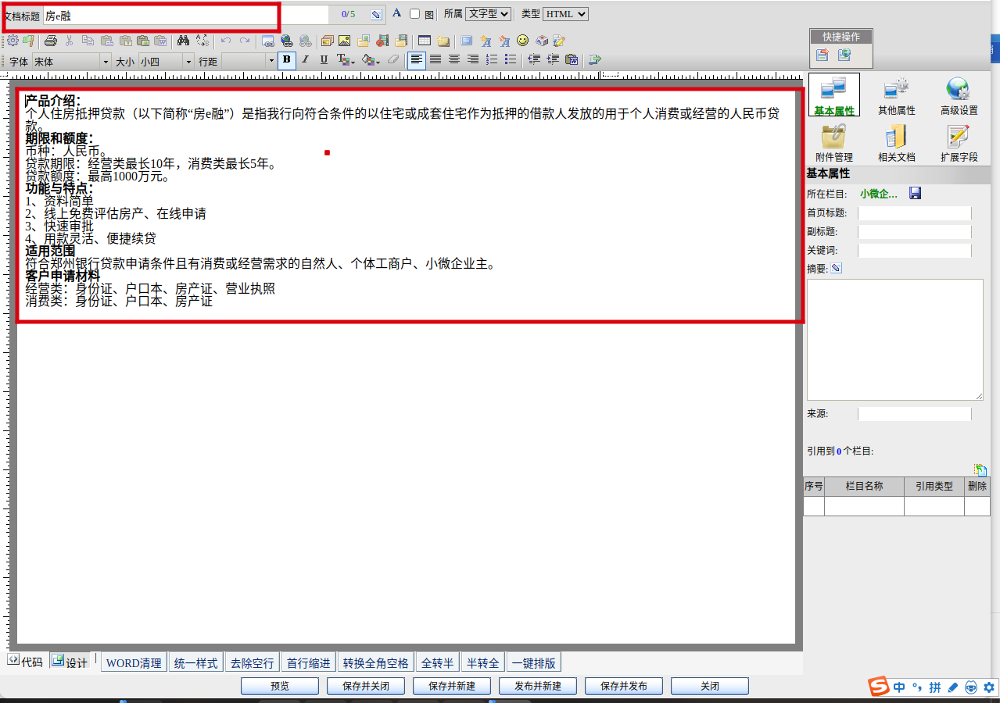 文档标题 房e融 0/5 A 图 所属 文字型 类型 HTML
快捷操作
字体 宋体 大小 小四 行距 B I U
产品介绍：
个人住房抵押贷款（以下简称“房e融”）是指我行向符合条件的以住宅或成套住宅作为抵押的借款人发放的用于个人消费或经营的人民币贷
款。
期限和额度：
币种：人民币。
贷款期限：经营类最长10年，消费类最长5年。
贷款额度：最高1000万元。
功能与特点：
1、资料简单
2、线上免费评估房产、在线申请
3、快速审批
4、用款灵活、便捷续贷
适用范围
符合郑州银行贷款申请条件且有消费或经营需求的自然人、个体工商户、小微企业主。
客户申请材料
经营类：身份证、户口本、房产证、营业执照
消费类：身份证、户口本、房产证
基本属性 其他属性 高级设置
附件管理 相关文档 扩展字段
基本属性
所在栏目: 小微企...
首页标题:
副标题:
关键词:
摘要:
来源:
引用到 0 个栏目:
序号 栏目名称 引用类型 删除
代码 设计 WORD清理 统一样式 去除空行 首行缩进 转换全角空格 全转半 半转全 一键排版
预览 保存并关闭 保存并新建 发布并新建 保存并发布 关闭
S 中 °, 拼